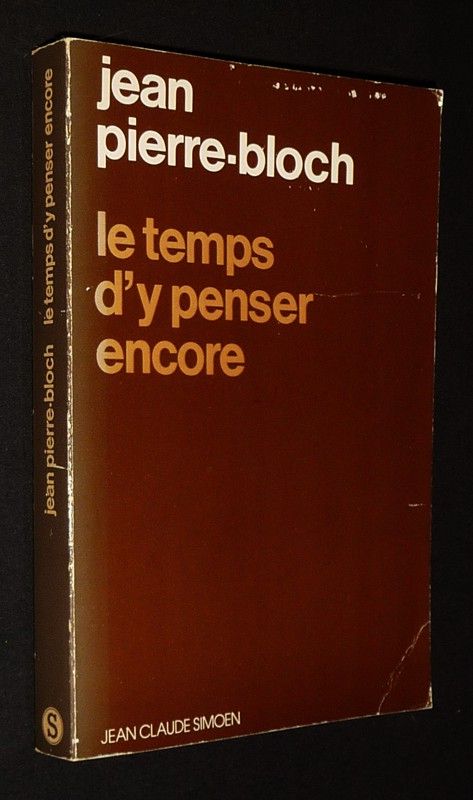 jean
pierre-bloch
le temps
d'y penser
encore
JEAN CLAUDE SIMOEN
jean pierre-bloch le temps d'y penser encore
S